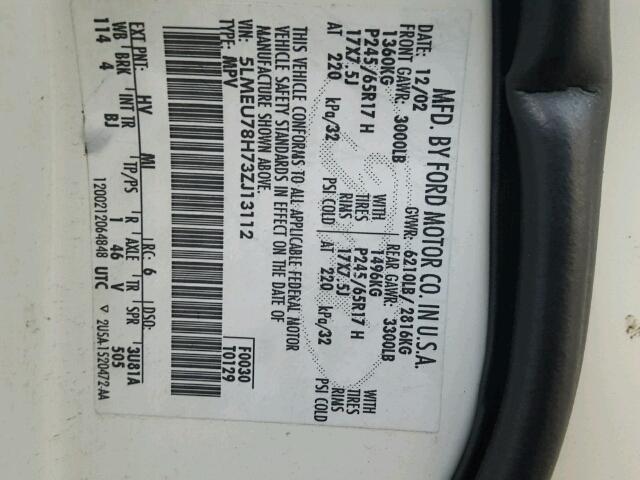 MFD. BY FORD MOTOR CO. IN U.S.A.
DATE: 12/02 GVWR: 6210LB/ 2816KG
FRONT GAWR: 3000LB REAR GAWR: 3300LB
1360KG WITH 1496KG WITH
P245/65R17 H TIRES P245/65R17 H TIRES
17X7.5J RIMS 17X7.5J RIMS
AT 220 kPa/32 PSI COLD AT 220 kPa/32 PSI COLD
THIS VEHICLE CONFORMS TO ALL APPLICABLE FEDERAL MOTOR
VEHICLE SAFETY STANDARDS IN EFFECT ON THE DATE OF
MANUFACTURE SHOWN ABOVE.
VIN: 5LMEU78H73ZJ13112 F0030
TYPE: MPV T0129
EXT PNT: HV MI RC: 6 DSO:
WB BRK INT TR TP/PS R AXLE TR SPR 3U81A
114 4 BJ 1 46 V 505
1200212064848 UTC ▽ 2U5A-1520472-AA